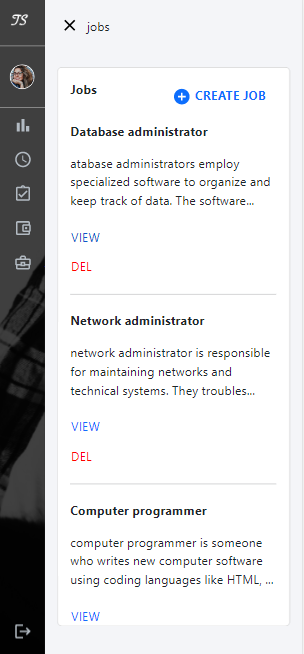 TS
jobs
Jobs
CREATE JOB
Database administrator
atabase administrators employ
specialized software to organize and
keep track of data. The software...
VIEW
DEL
Network administrator
network administrator is responsible
for maintaining networks and
technical systems. They troubles...
VIEW
DEL
Computer programmer
computer programmer is someone
who writes new computer software
using coding languages like HTML, ...
VIEW